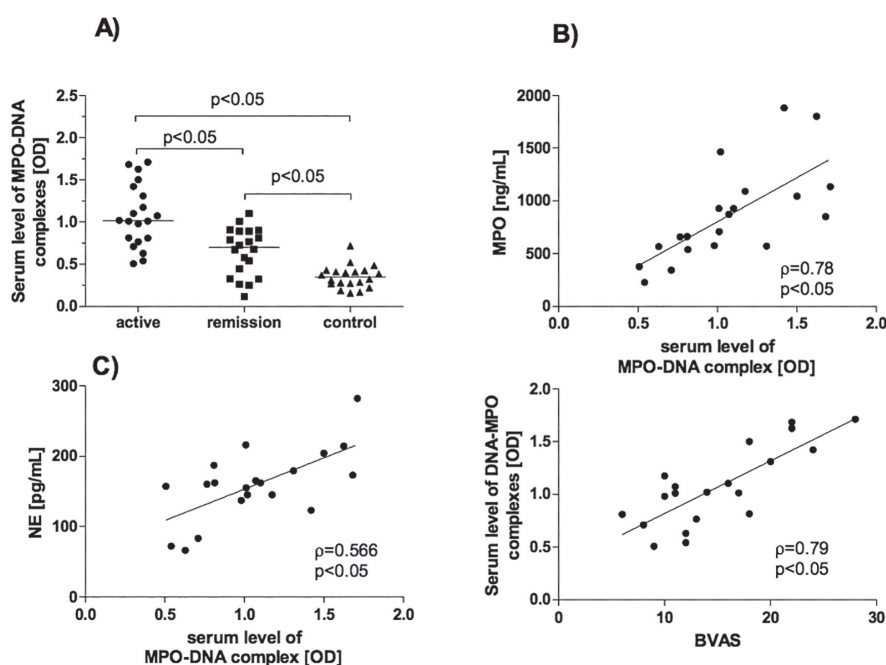 A)
Serum level of MPO-DNA
complexes [OD]
2.5
2.0
1.5
1.0
0.5
0.0
p<0.05
p<0.05
p<0.05
active
remission
control
B)
MPO [ng/mL]
2000
1500
1000
500
0
ρ=0.78
p<0.05
0.0
0.5
1.0
1.5
2.0
serum level of
MPO-DNA complex [OD]
C)
NE [pg/mL]
300
200
100
0
ρ=0.566
p<0.05
0.0
0.5
1.0
1.5
2.0
serum level of
MPO-DNA complex [OD]
Serum level of DNA-MPO
complexes [OD]
2.0
1.5
1.0
0.5
0.0
ρ=0.79
p<0.05
0
10
20
30
BVAS